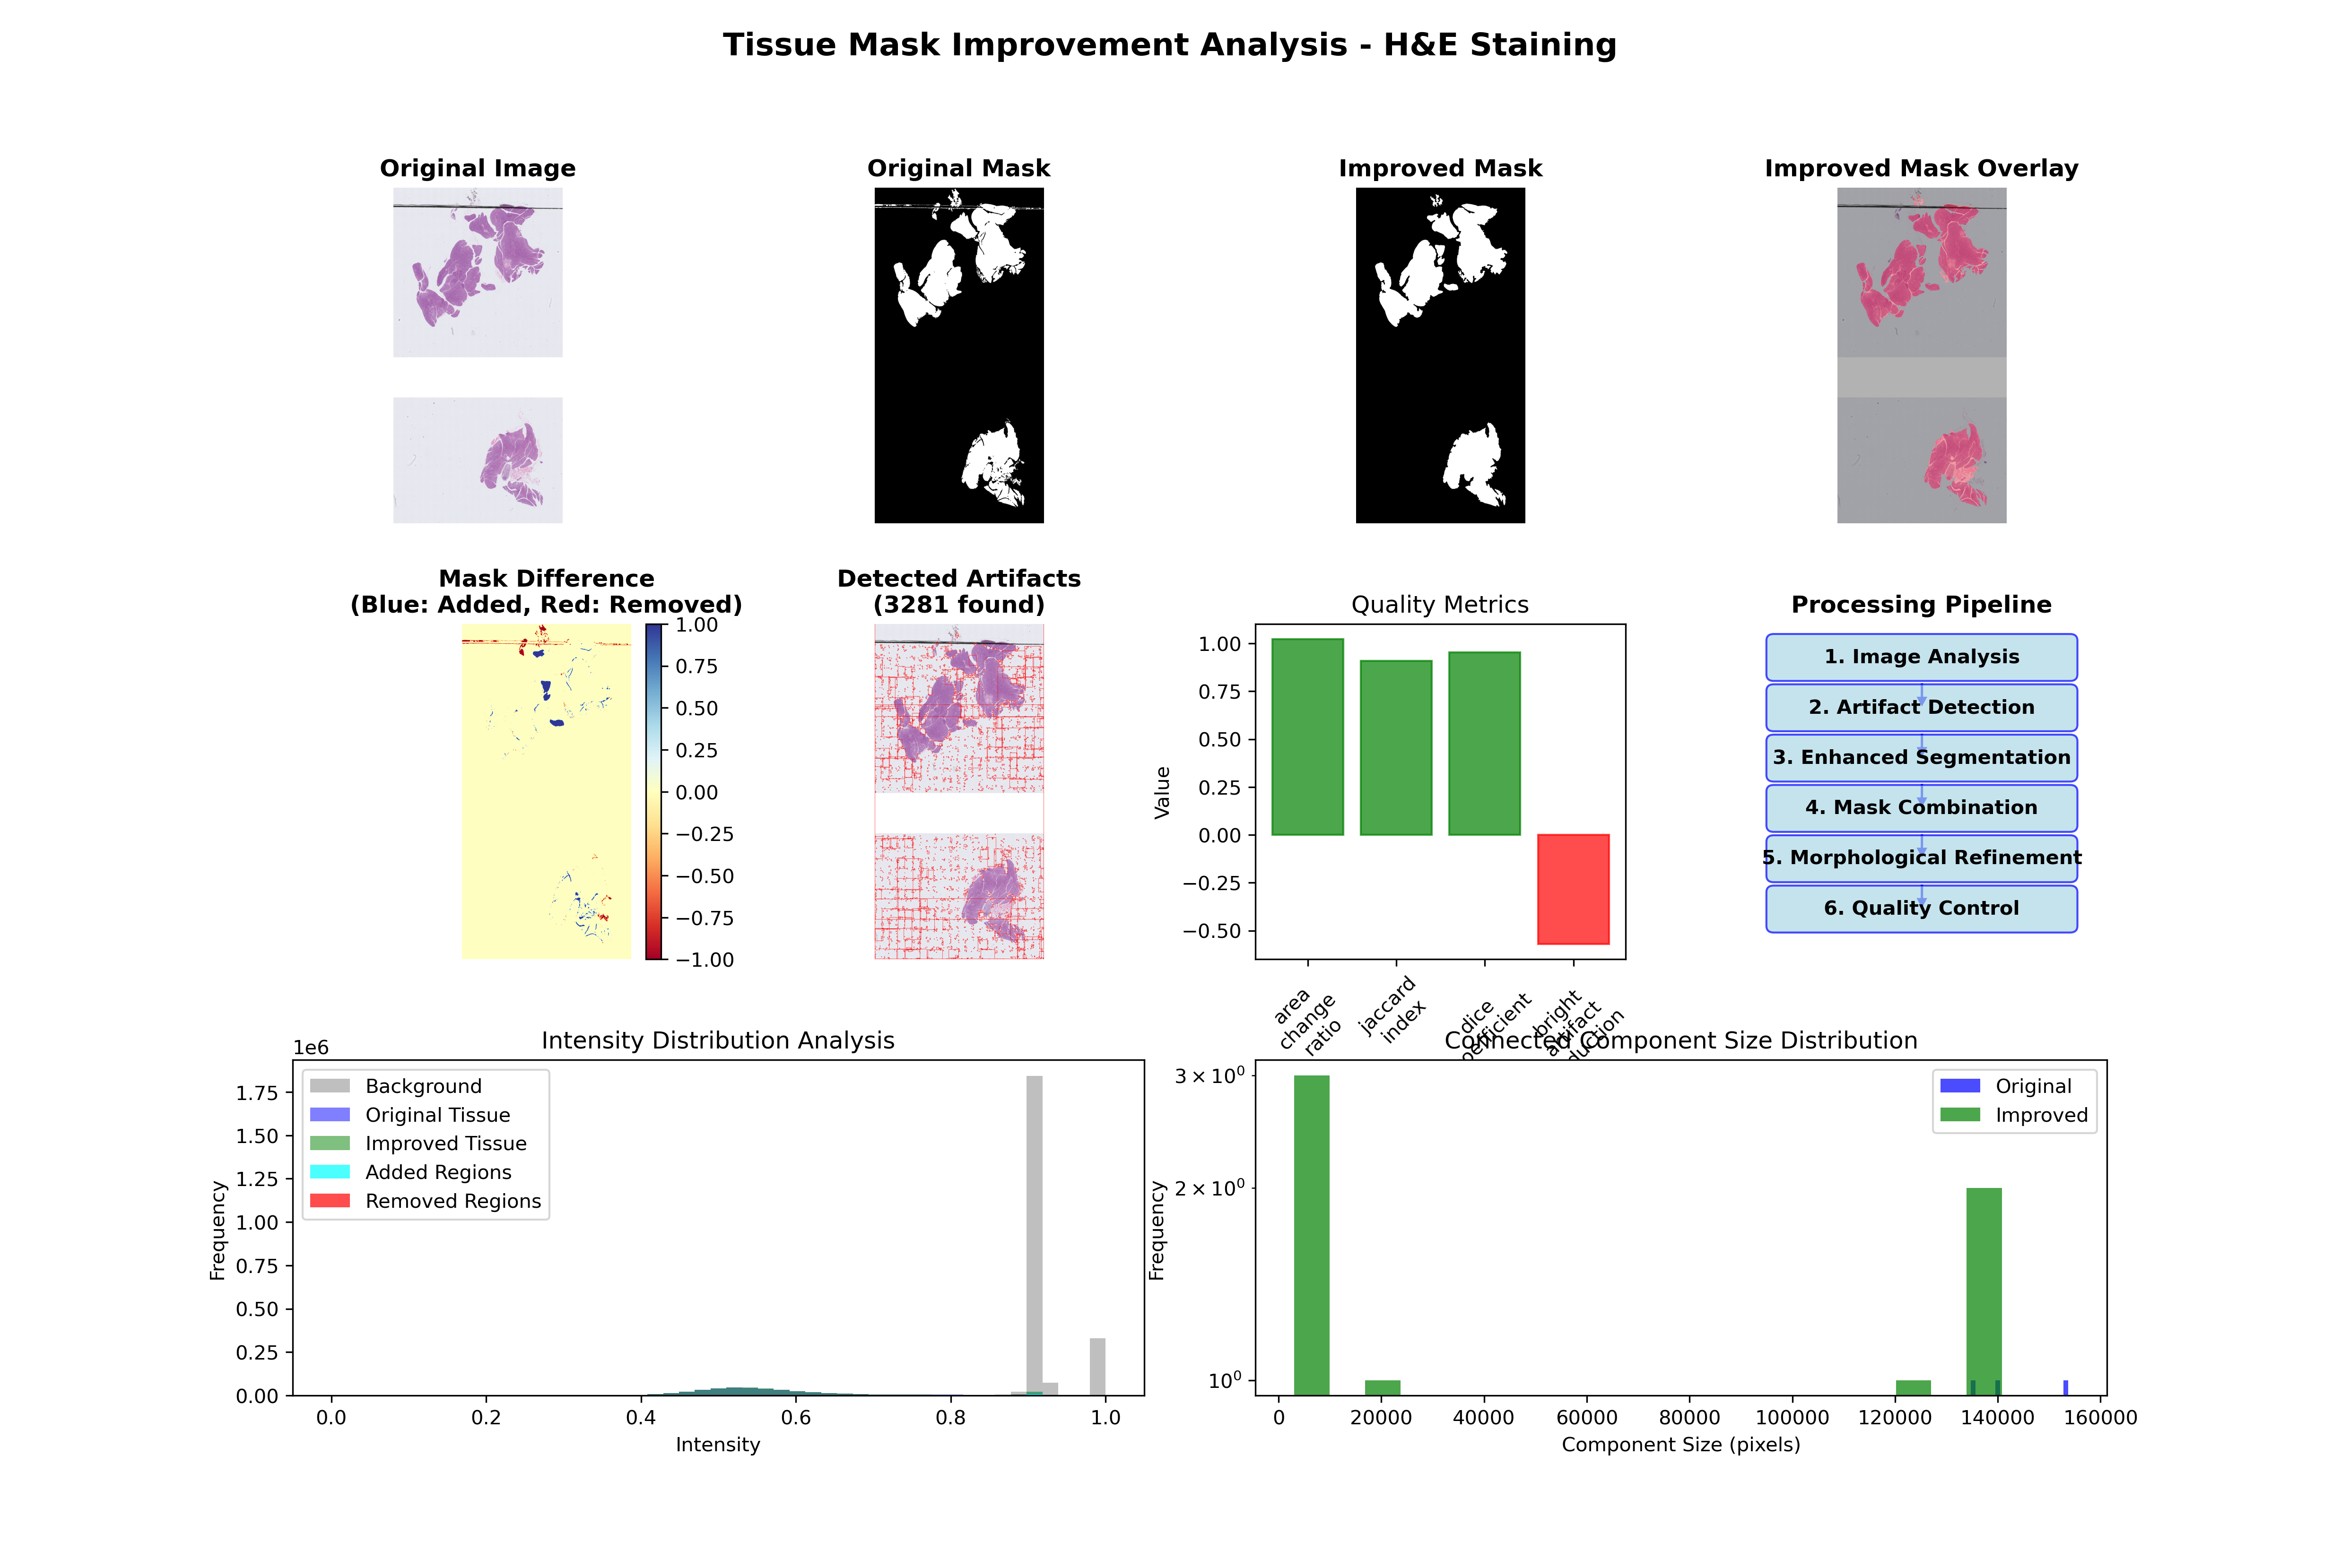 Tissue Mask Improvement Analysis - H&E Staining
Original Image
Original Mask
Improved Mask
Improved Mask Overlay
Mask Difference
(Blue: Added, Red: Removed)
1.00
0.75
0.50
0.25
0.00
−0.25
−0.50
−0.75
−1.00
Detected Artifacts
(3281 found)
Quality Metrics
Value
1.00
0.75
0.50
0.25
0.00
−0.25
−0.50
area
change
ratio
jaccard
index
dice
bright
artifact
Processing Pipeline
1. Image Analysis
2. Artifact Detection
3. Enhanced Segmentation
4. Mask Combination
5. Morphological Refinement
6. Quality Control
Intensity Distribution Analysis
1e6
Frequency
1.75
1.50
1.25
1.00
0.75
0.50
0.25
0.00
Background
Original Tissue
Improved Tissue
Added Regions
Removed Regions
0.0 0.2 0.4 0.6 0.8 1.0
Intensity
Connected Component Size Distribution
Frequency
3 × 10⁰
2 × 10⁰
10⁰
Original
Improved
0 20000 40000 60000 80000 100000 120000 140000 160000
Component Size (pixels)